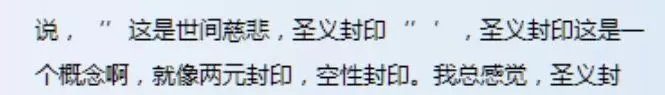 说，＂这是世间慈悲，圣义封印＂＇，圣义封印这是一
个概念啊，就像两元封印，空性封印。我总感觉，圣义封